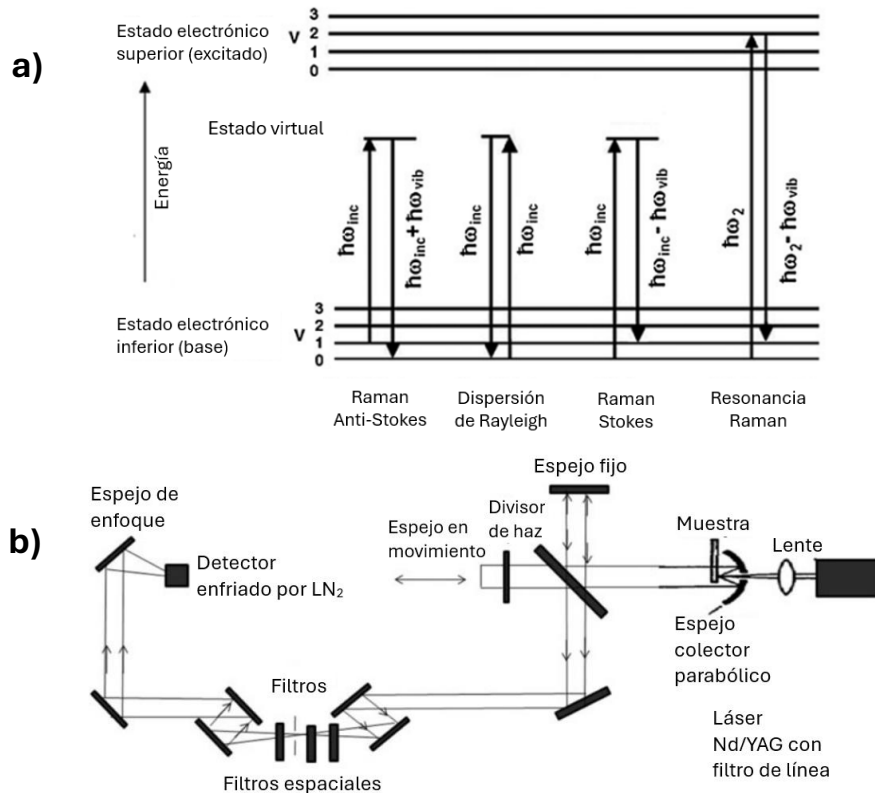 a)
Estado electrónico
superior (excitado)
V
3
2
1
0
Energía
Estado virtual
ħω_inc
ħω_inc + ħω_vib
ħω_inc
ħω_inc
ħω_inc
ħω_inc - ħω_vib
ħω_2
ħω_2 - ħω_vib
Estado electrónico
inferior (base)
V
3
2
1
0
Raman
Anti-Stokes
Dispersión
de Rayleigh
Raman
Stokes
Resonancia
Raman
b)
Espejo de
enfoque
Detector
enfriado por LN₂
Espejo en
movimiento
Divisor
de haz
Espejo fijo
Muestra
Lente
Espejo
colector
parabólico
Láser
Nd/YAG con
filtro de línea
Filtros
Filtros espaciales